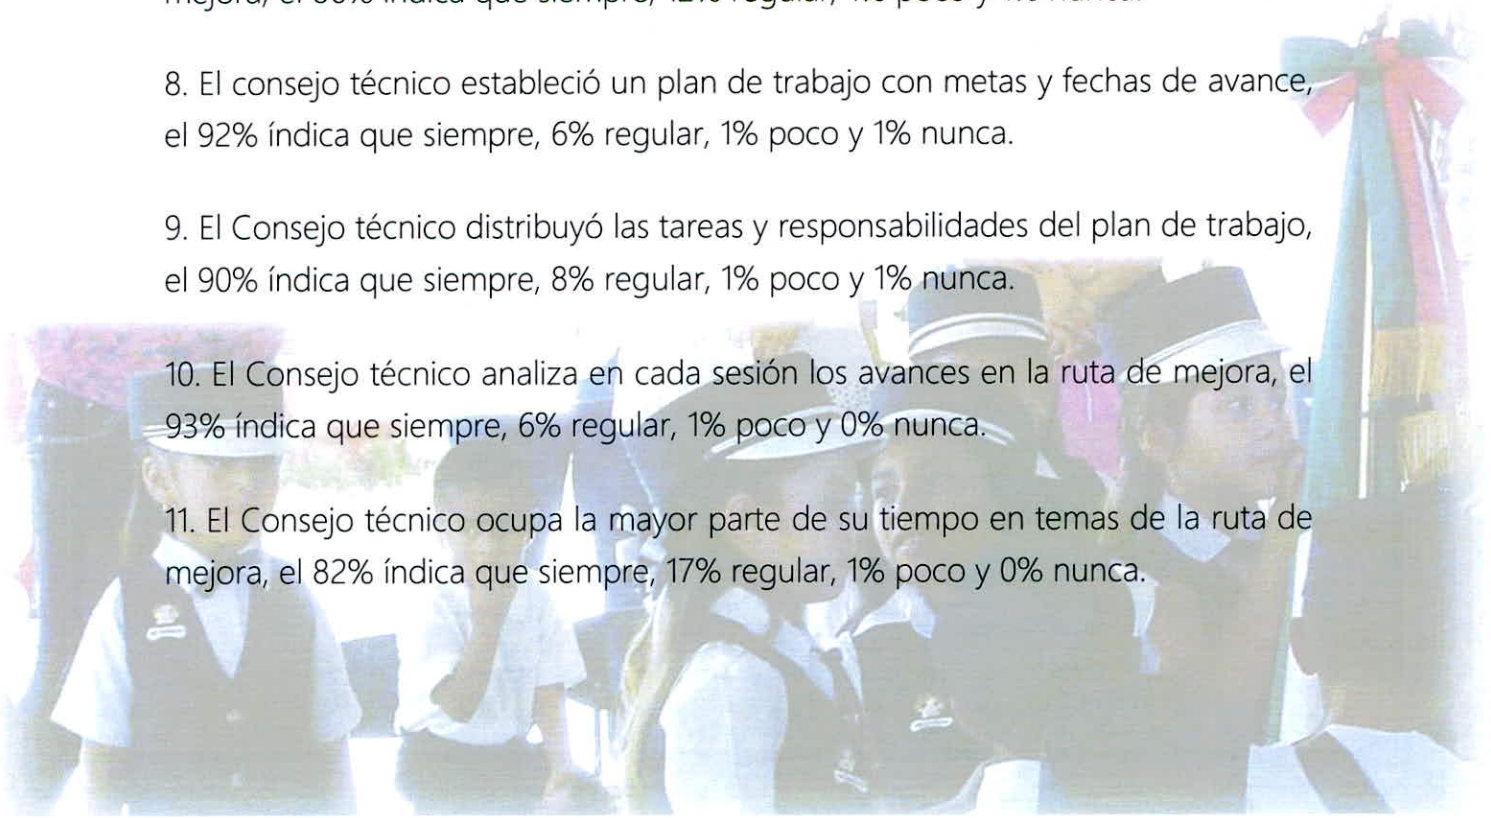 que siempre, regular,
8. El consejo técnico estableció un plan de trabajo con metas y fechas de avance,
el 92% índica que siempre, 6% regular, 1% poco y 1% nunca.
9. El Consejo técnico distribuyó las tareas y responsabilidades del plan de trabajo,
el 90% índica que siempre, 8% regular, 1% poco y 1% nunca.
10. El Consejo técnico analiza en cada sesión los avances en la ruta de mejora, el
93% índica que siempre, 6% regular, 1% poco y 0% nunca.
11. El Consejo técnico ocupa la mayor parte de su tiempo en temas de la ruta de
mejora, el 82% índica que siempre, 17% regular, 1% poco y 0% nunca.